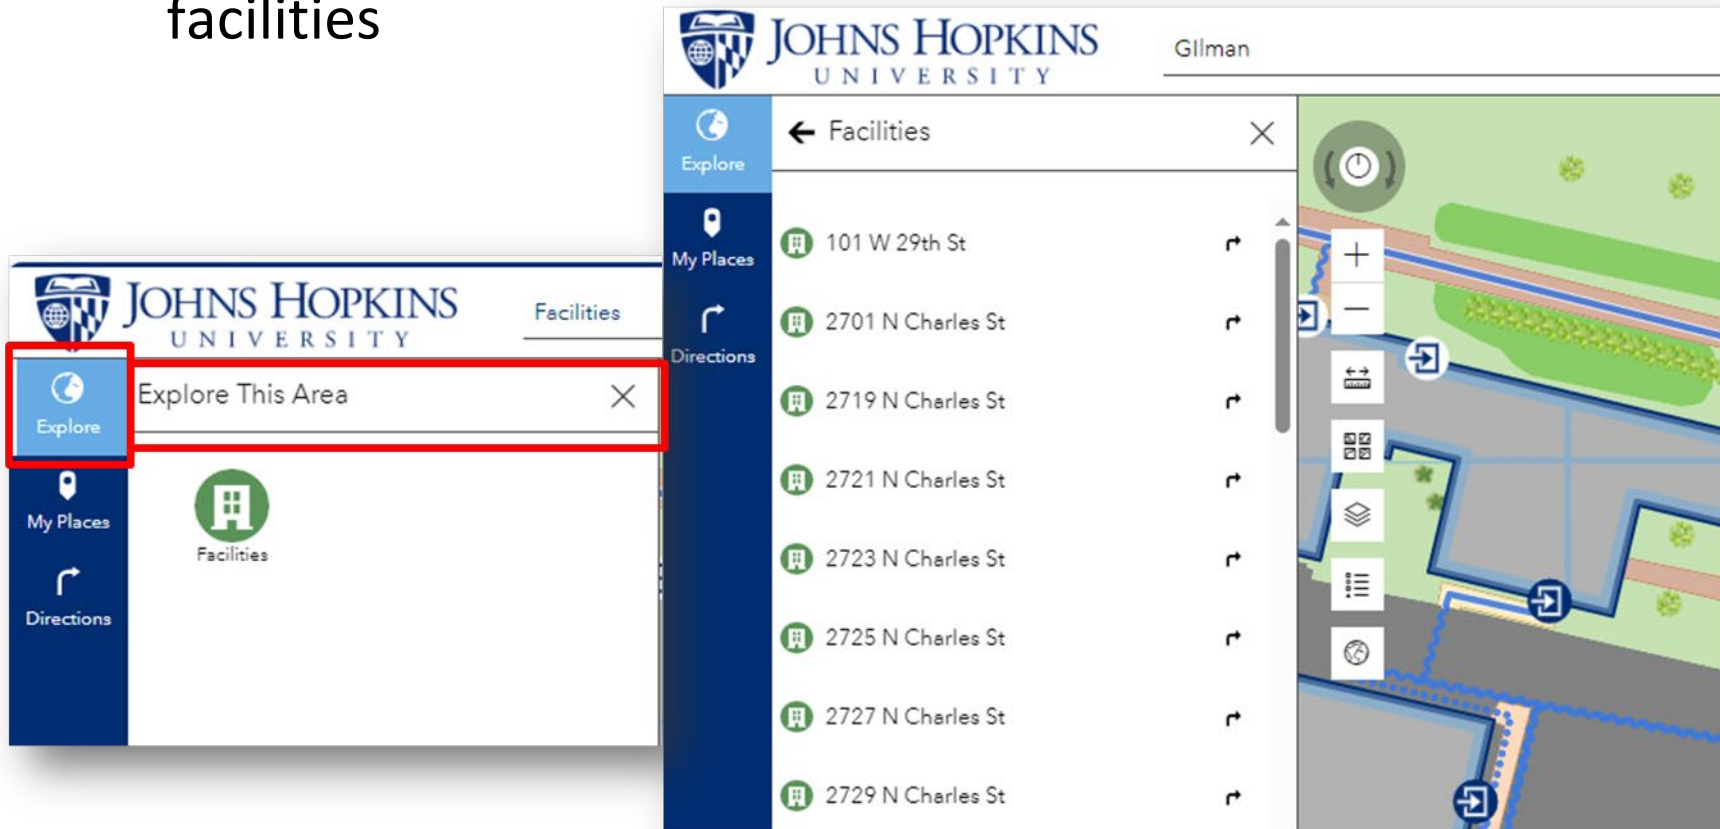 facilities
JOHNS HOPKINS
UNIVERSITY
Facilities
Explore This Area
Explore
My Places
Facilities
Directions
JOHNS HOPKINS
UNIVERSITY
GIlman
Explore
Facilities
My Places
Directions
101 W 29th St
2701 N Charles St
2719 N Charles St
2721 N Charles St
2723 N Charles St
2725 N Charles St
2727 N Charles St
2729 N Charles St